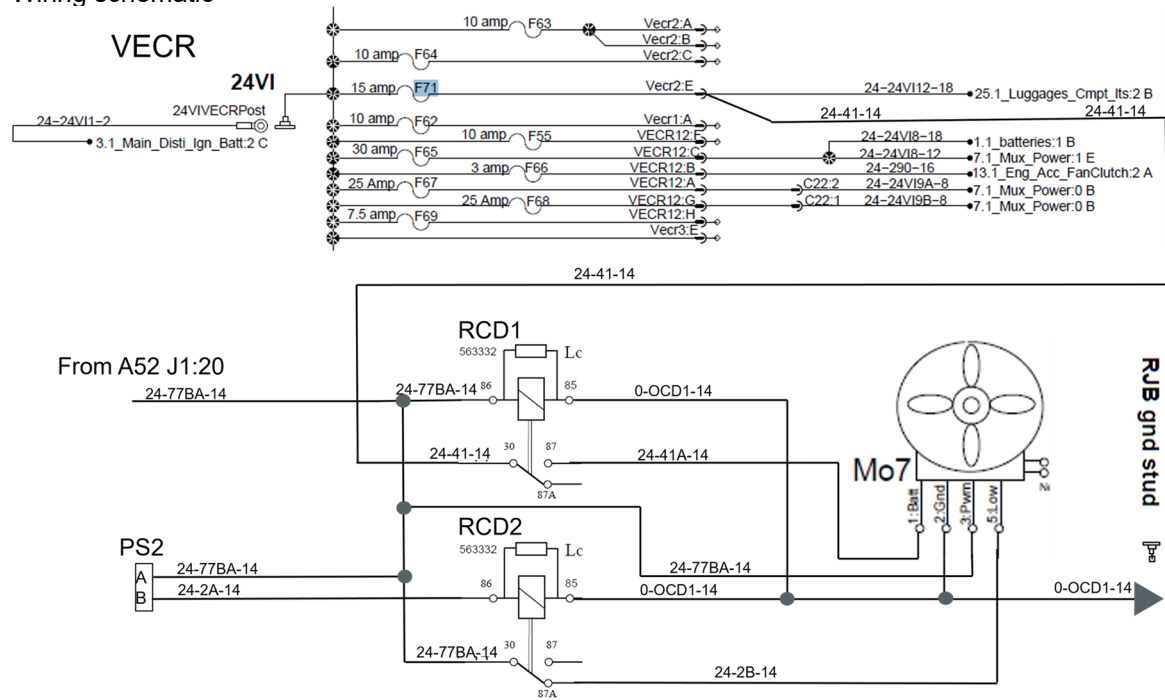 Wiring schematic
VECR
24VI
24VIVECRPost
24-24VI1-2
3.1_Main_Disti_Ign_Batt:2 C
10 amp F63 Vecr2:A
Vecr2:B
10 amp F64 Vecr2:C
15 amp F71 Vecr2:E 24-24VI12-18 25.1_Luggages_Cmpt_lts:2 B
24-41-14 24-41-14
10 amp F62 Vecr1:A
10 amp F55 VECR12:E 24-24VI8-18 1.1_batteries:1 B
30 amp F65 VECR12:C 24-24VI8-12 7.1_Mux_Power:1 E
3 amp F66 VECR12:B 24-290-16 13.1_Eng_Acc_FanClutch:2 A
25 Amp F67 VECR12:A C22:2 24-24VI9A-8 7.1_Mux_Power:0 B
25 Amp F68 VECR12:G C22:1 24-24VI9B-8 7.1_Mux_Power:0 B
7.5 amp F69 VECR12:H
Vecr3:E
24-41-14
RCD1
563332 Lc
From A52 J1:20
24-77BA-14 24-77BA-14 86 85 0-OCD1-14
24-41-14 30 87 24-41A-14
87A
Mo7
1:Batt
2:Gnd
3:Pwm
5:Low
RJB gnd stud
RCD2
563332 Lc
PS2
A 24-77BA-14 24-77BA-14
B 24-2A-14 86 85 0-OCD1-14 0-OCD1-14
24-77BA-14 30 87
87A 24-2B-14